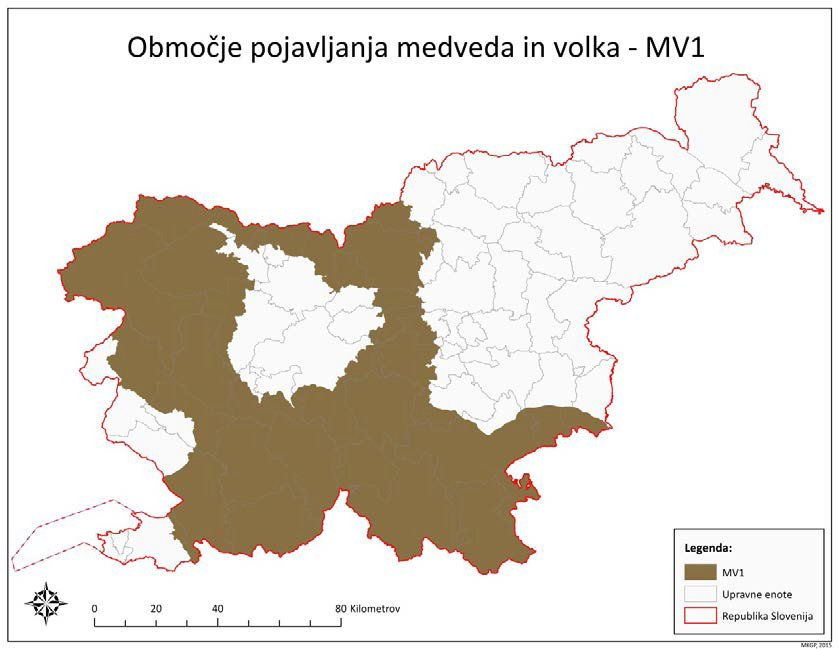 Območje pojavljanja medveda in volka - MV1
Legenda:
MV1
Upravne enote
Republika Slovenija
0 20 40 80 Kilometrov
MKGP, 2015